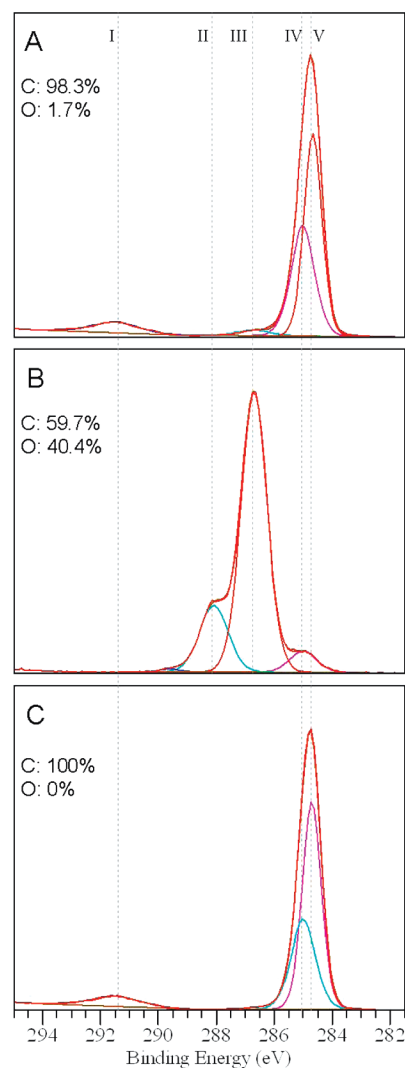 A
I II III IV V
C: 98.3%
O: 1.7%
B
C: 59.7%
O: 40.4%
C
C: 100%
O: 0%
294 292 290 288 286 284 282
Binding Energy (eV)